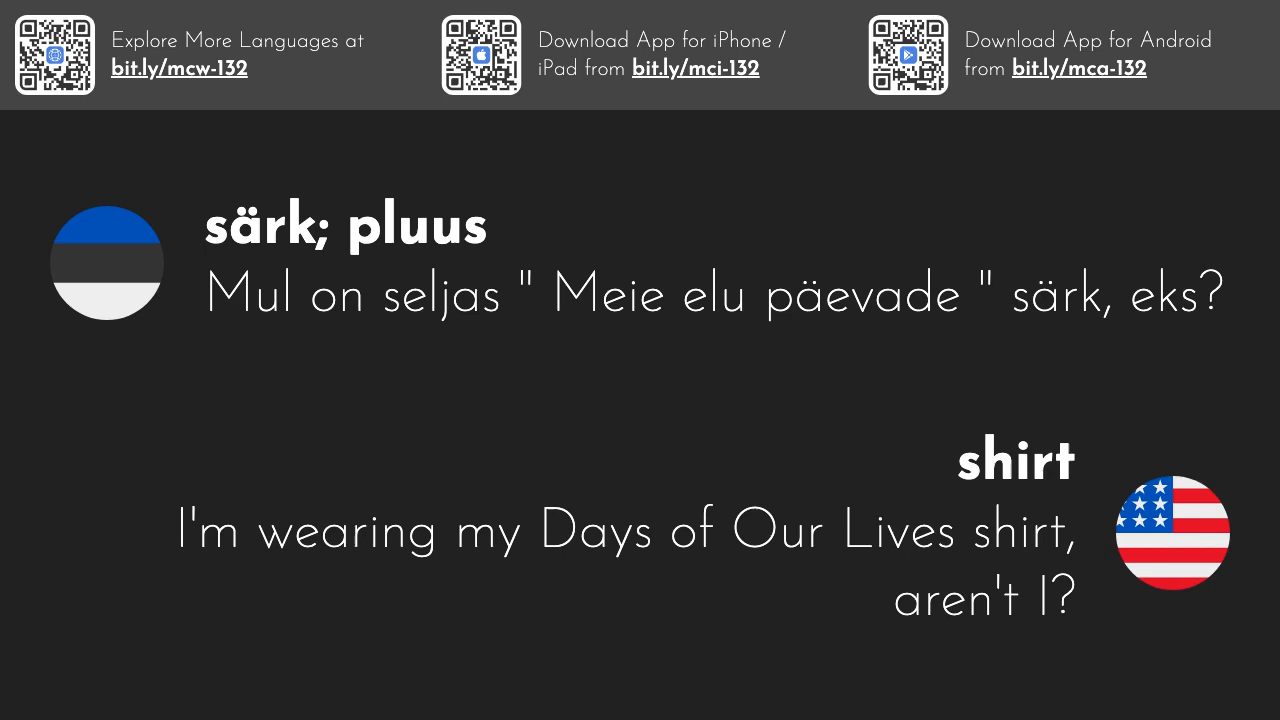 Explore More Languages at
bit.ly/mcw-132
Download App for iPhone /
iPad from bit.ly/mci-132
Download App for Android
from bit.ly/mca-132
särk; pluus
Mul on seljas " Meie elu päevade " särk, eks?
shirt
I'm wearing my Days of Our Lives shirt,
aren't I?